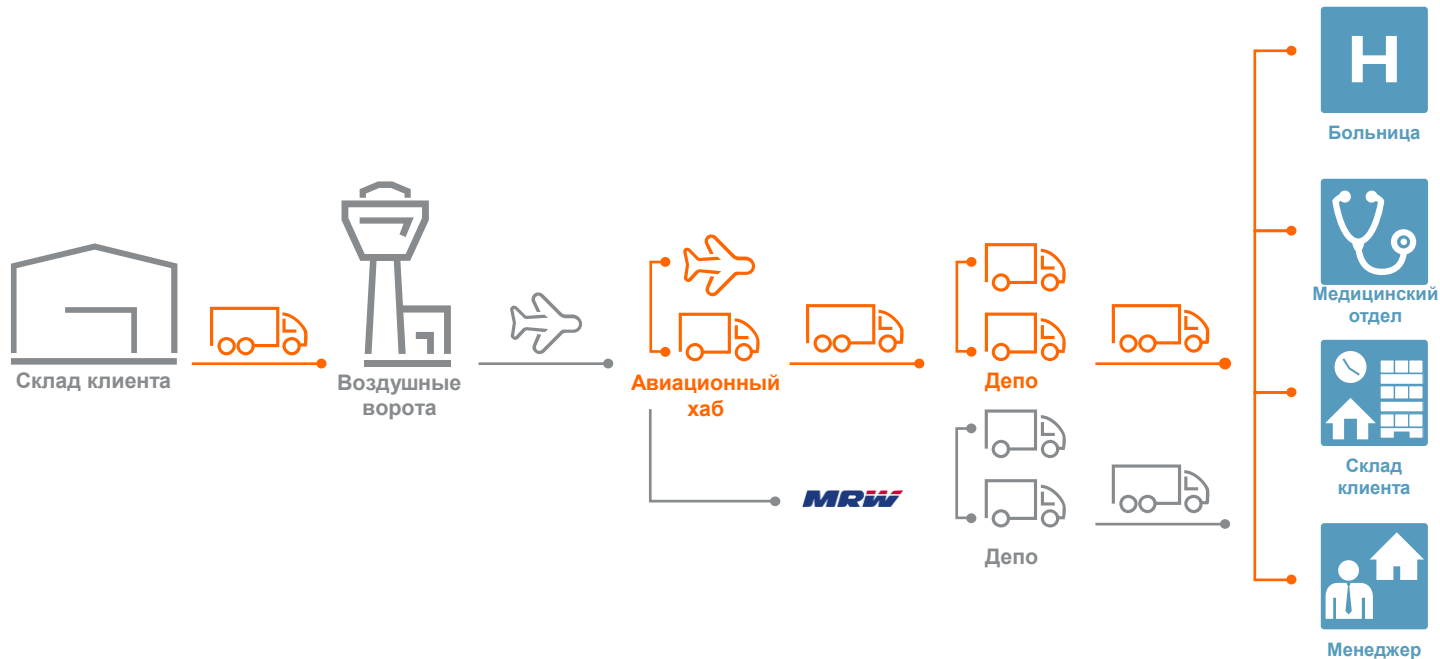 Склад клиента
Воздушные
ворота
Авиационный
хаб
Депо
MRW
Депо
H
Больница
Медицинский
отдел
Склад
клиента
Менеджер